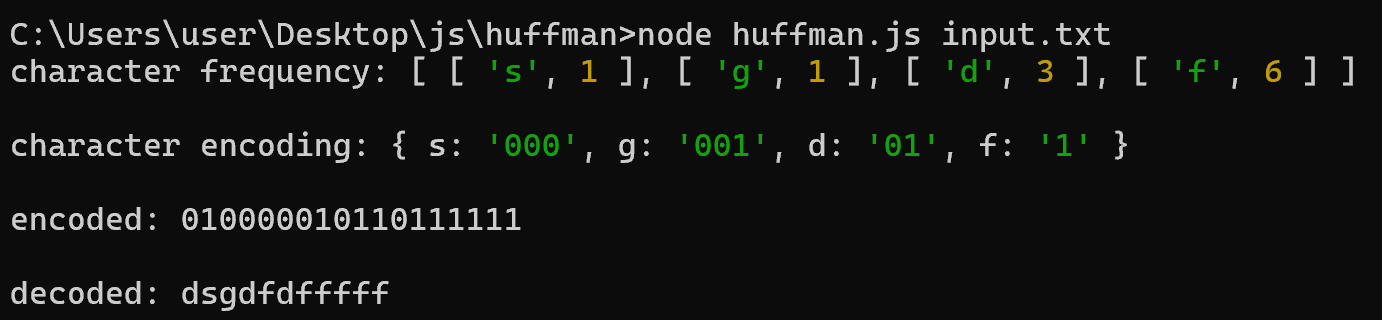 C:\Users\user\Desktop\js\huffman>node huffman.js input.txt
character frequency: [ [ 's', 1 ], [ 'g', 1 ], [ 'd', 3 ], [ 'f', 6 ] ]
character encoding: { s: '000', g: '001', d: '01', f: '1' }
encoded: 010000010110111111
decoded: dsgdfdfffff